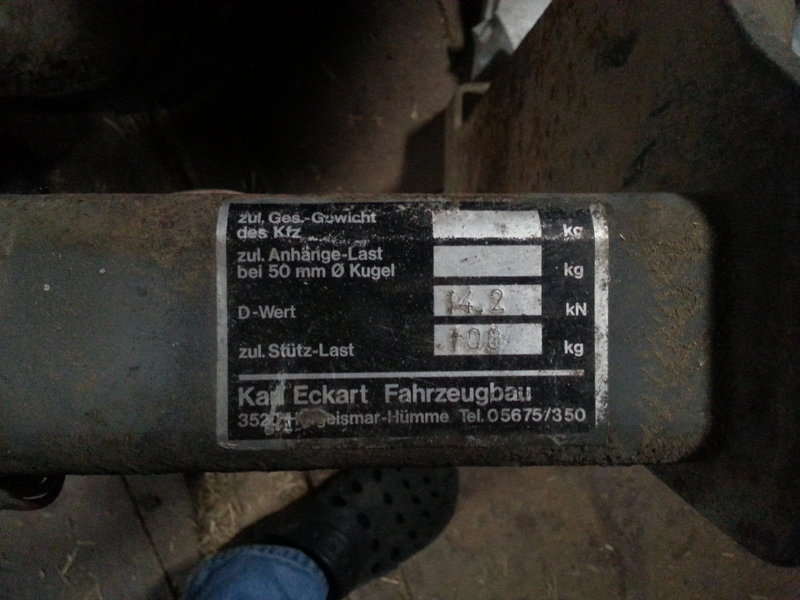 zul. Ges.-Gewicht
des Kfz kg
zul. Anhänge-Last
bei 50 mm Ø Kugel kg
D-Wert 14.2 kN
zul. Stütz-Last 100 kg
Karl Eckart Fahrzeugbau
Tel. 05675/350